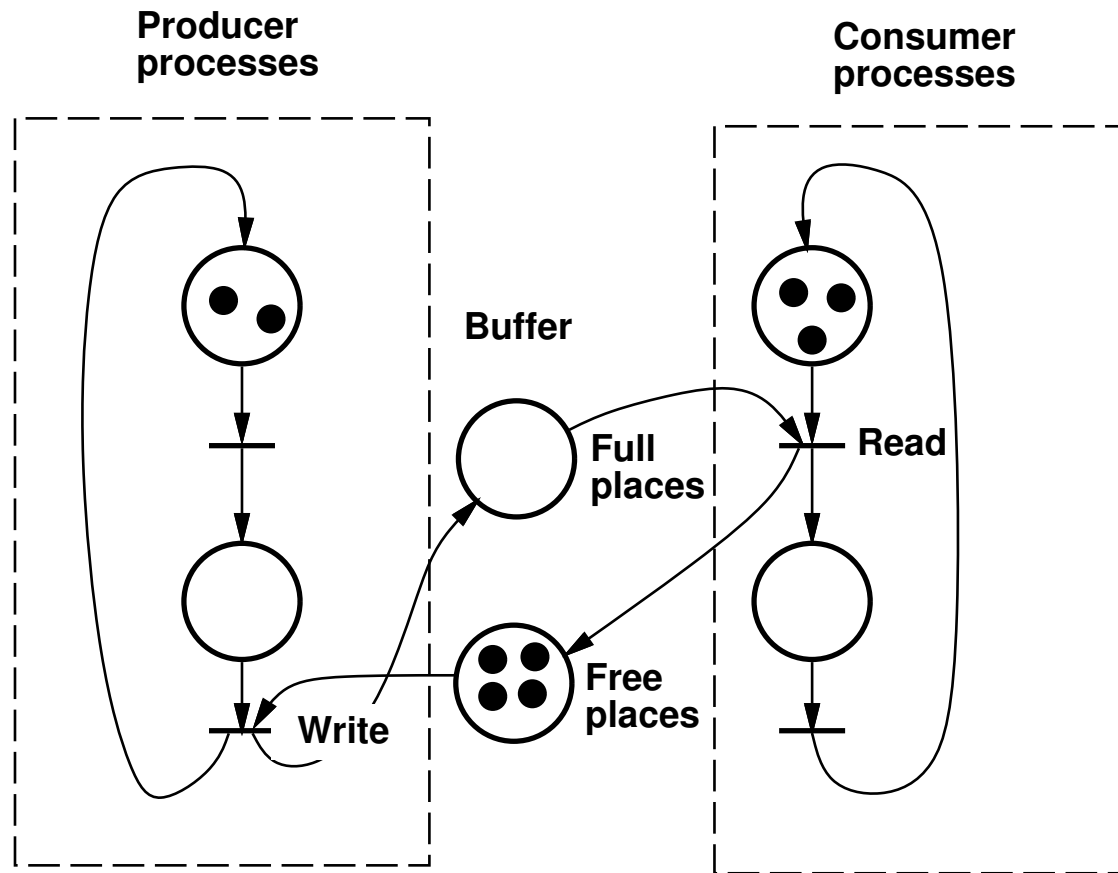 Producer
processes
Consumer
processes
Buffer
Full
places
Read
Free
places
Write